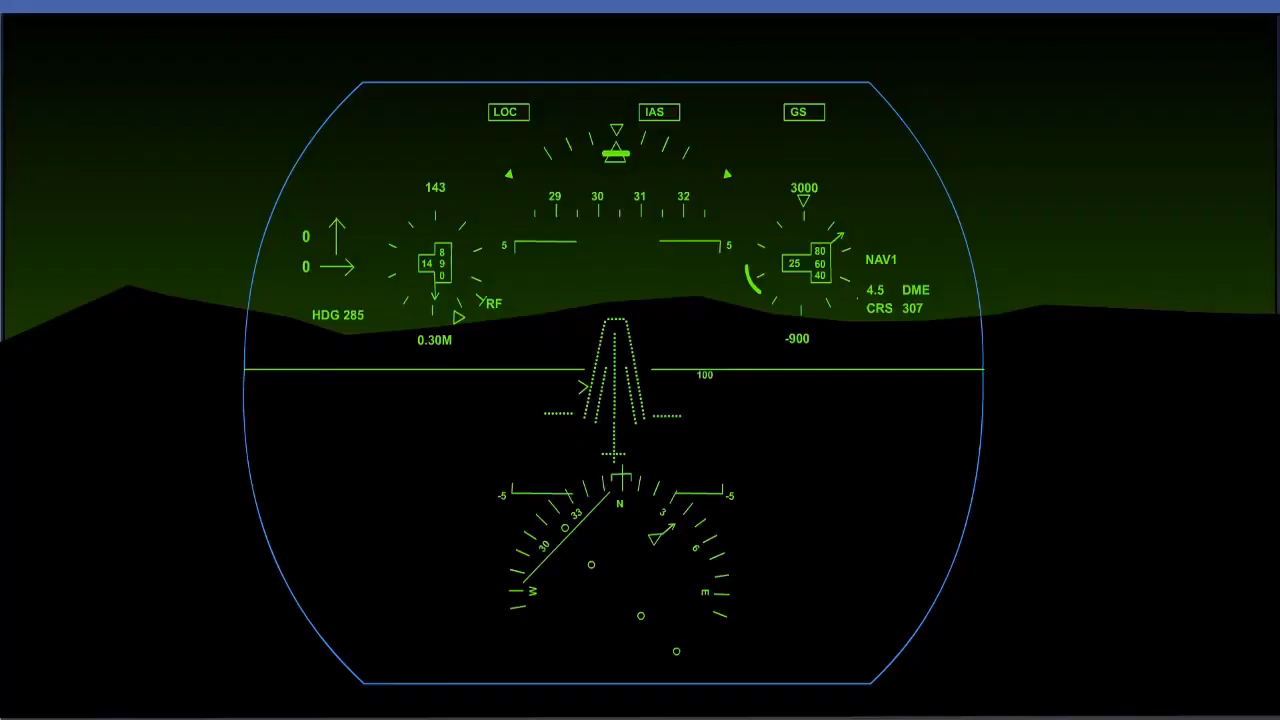 LOC IAS GS
143 3000
29 30 31 32
5 5
0
0
14 8 9 0
25 80 60 40
NAV1
4.5 DME
CRS 307
RF
HDG 285
0.30M -900
100
-5 -5
N
33 3
30 6
W E